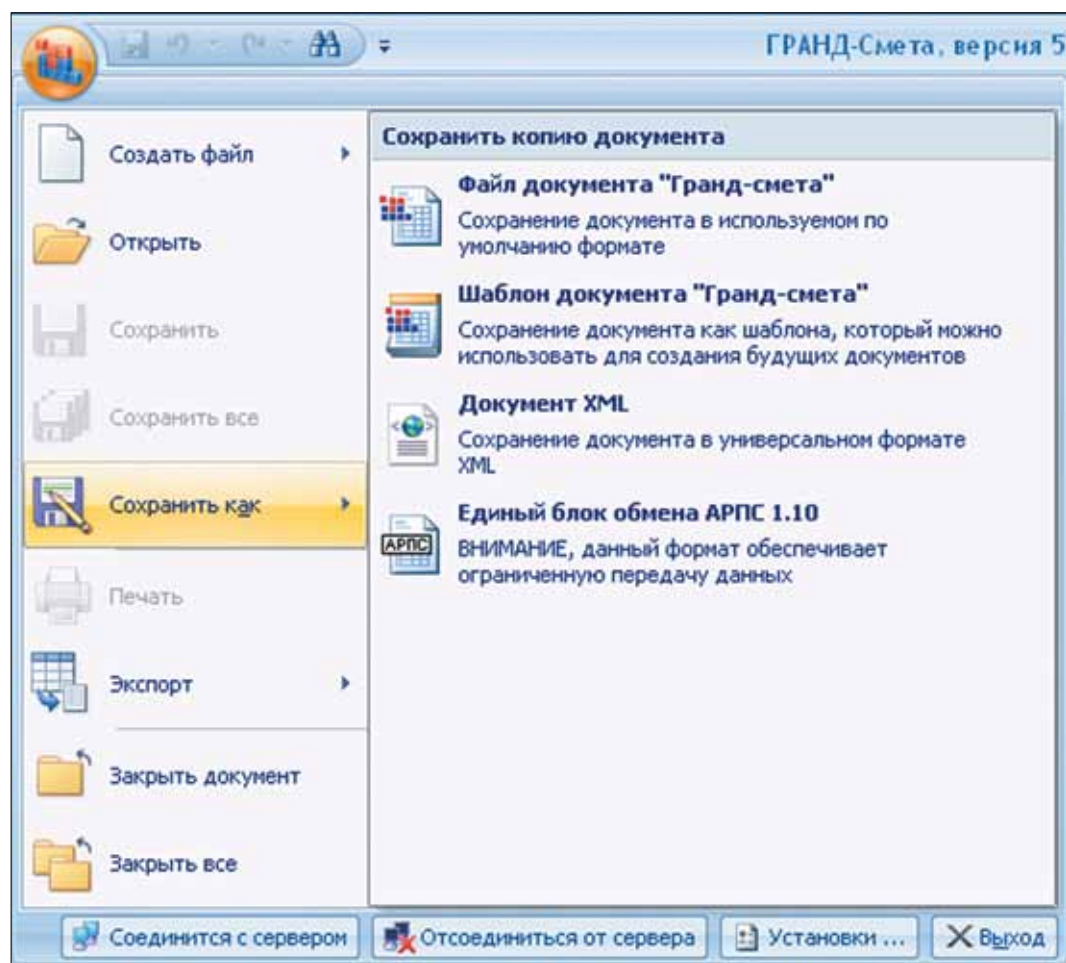 ГРАНД-Смета, версия 5
Создать файл
Открыть
Сохранить
Сохранить все
Сохранить как
Печать
Экспорт
Закрыть документ
Закрыть все
Сохранить копию документа
Файл документа "Гранд-смета"
Сохранение документа в используемом по
умолчанию формате
Шаблон документа "Гранд-смета"
Сохранение документа как шаблона, который можно
использовать для создания будущих документов
Документ XML
Сохранение документа в универсальном формате
XML
Единый блок обмена АРПС 1.10
АРПС
ВНИМАНИЕ, данный формат обеспечивает
ограниченную передачу данных
Соединится с сервером
Отсоединиться от сервера
Установки ...
Выход